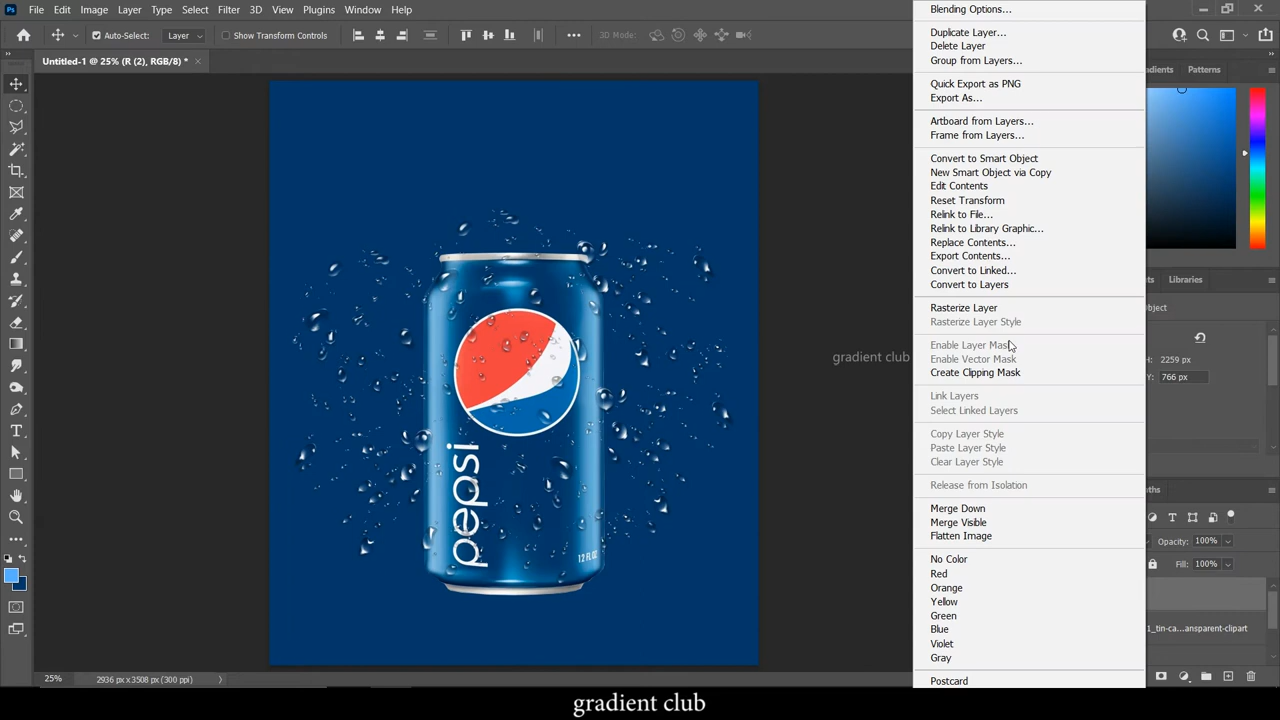 File Edit Image Layer Type Select Filter 3D View Plugins Window Help
Auto-Select: Layer Show Transform Controls 3D Mode:
Untitled-1 @ 25% (R (2), RGB/8) *
Blending Options...
Duplicate Layer...
Delete Layer
Group from Layers...
Quick Export as PNG
Export As...
Artboard from Layers...
Frame from Layers...
Convert to Smart Object
New Smart Object via Copy
Edit Contents
Reset Transform
Relink to File...
Relink to Library Graphic...
Replace Contents...
Export Contents...
Convert to Linked...
Convert to Layers
Rasterize Layer
Rasterize Layer Style
Enable Layer Mask
Enable Vector Mask
Create Clipping Mask
Link Layers
Select Linked Layers
Copy Layer Style
Paste Layer Style
Clear Layer Style
Release from Isolation
Merge Down
Merge Visible
Flatten Image
No Color
Red
Orange
Yellow
Green
Blue
Violet
Gray
Postcard
Patterns
Libraries
H: 2259 px
Y: 766 px
Opacity: 100%
Fill: 100%
1_tin-ca...ansparent-clipart
gradient club
pepsi
12 FL OZ
25% 2936 px x 3508 px (300 ppi)
gradient club